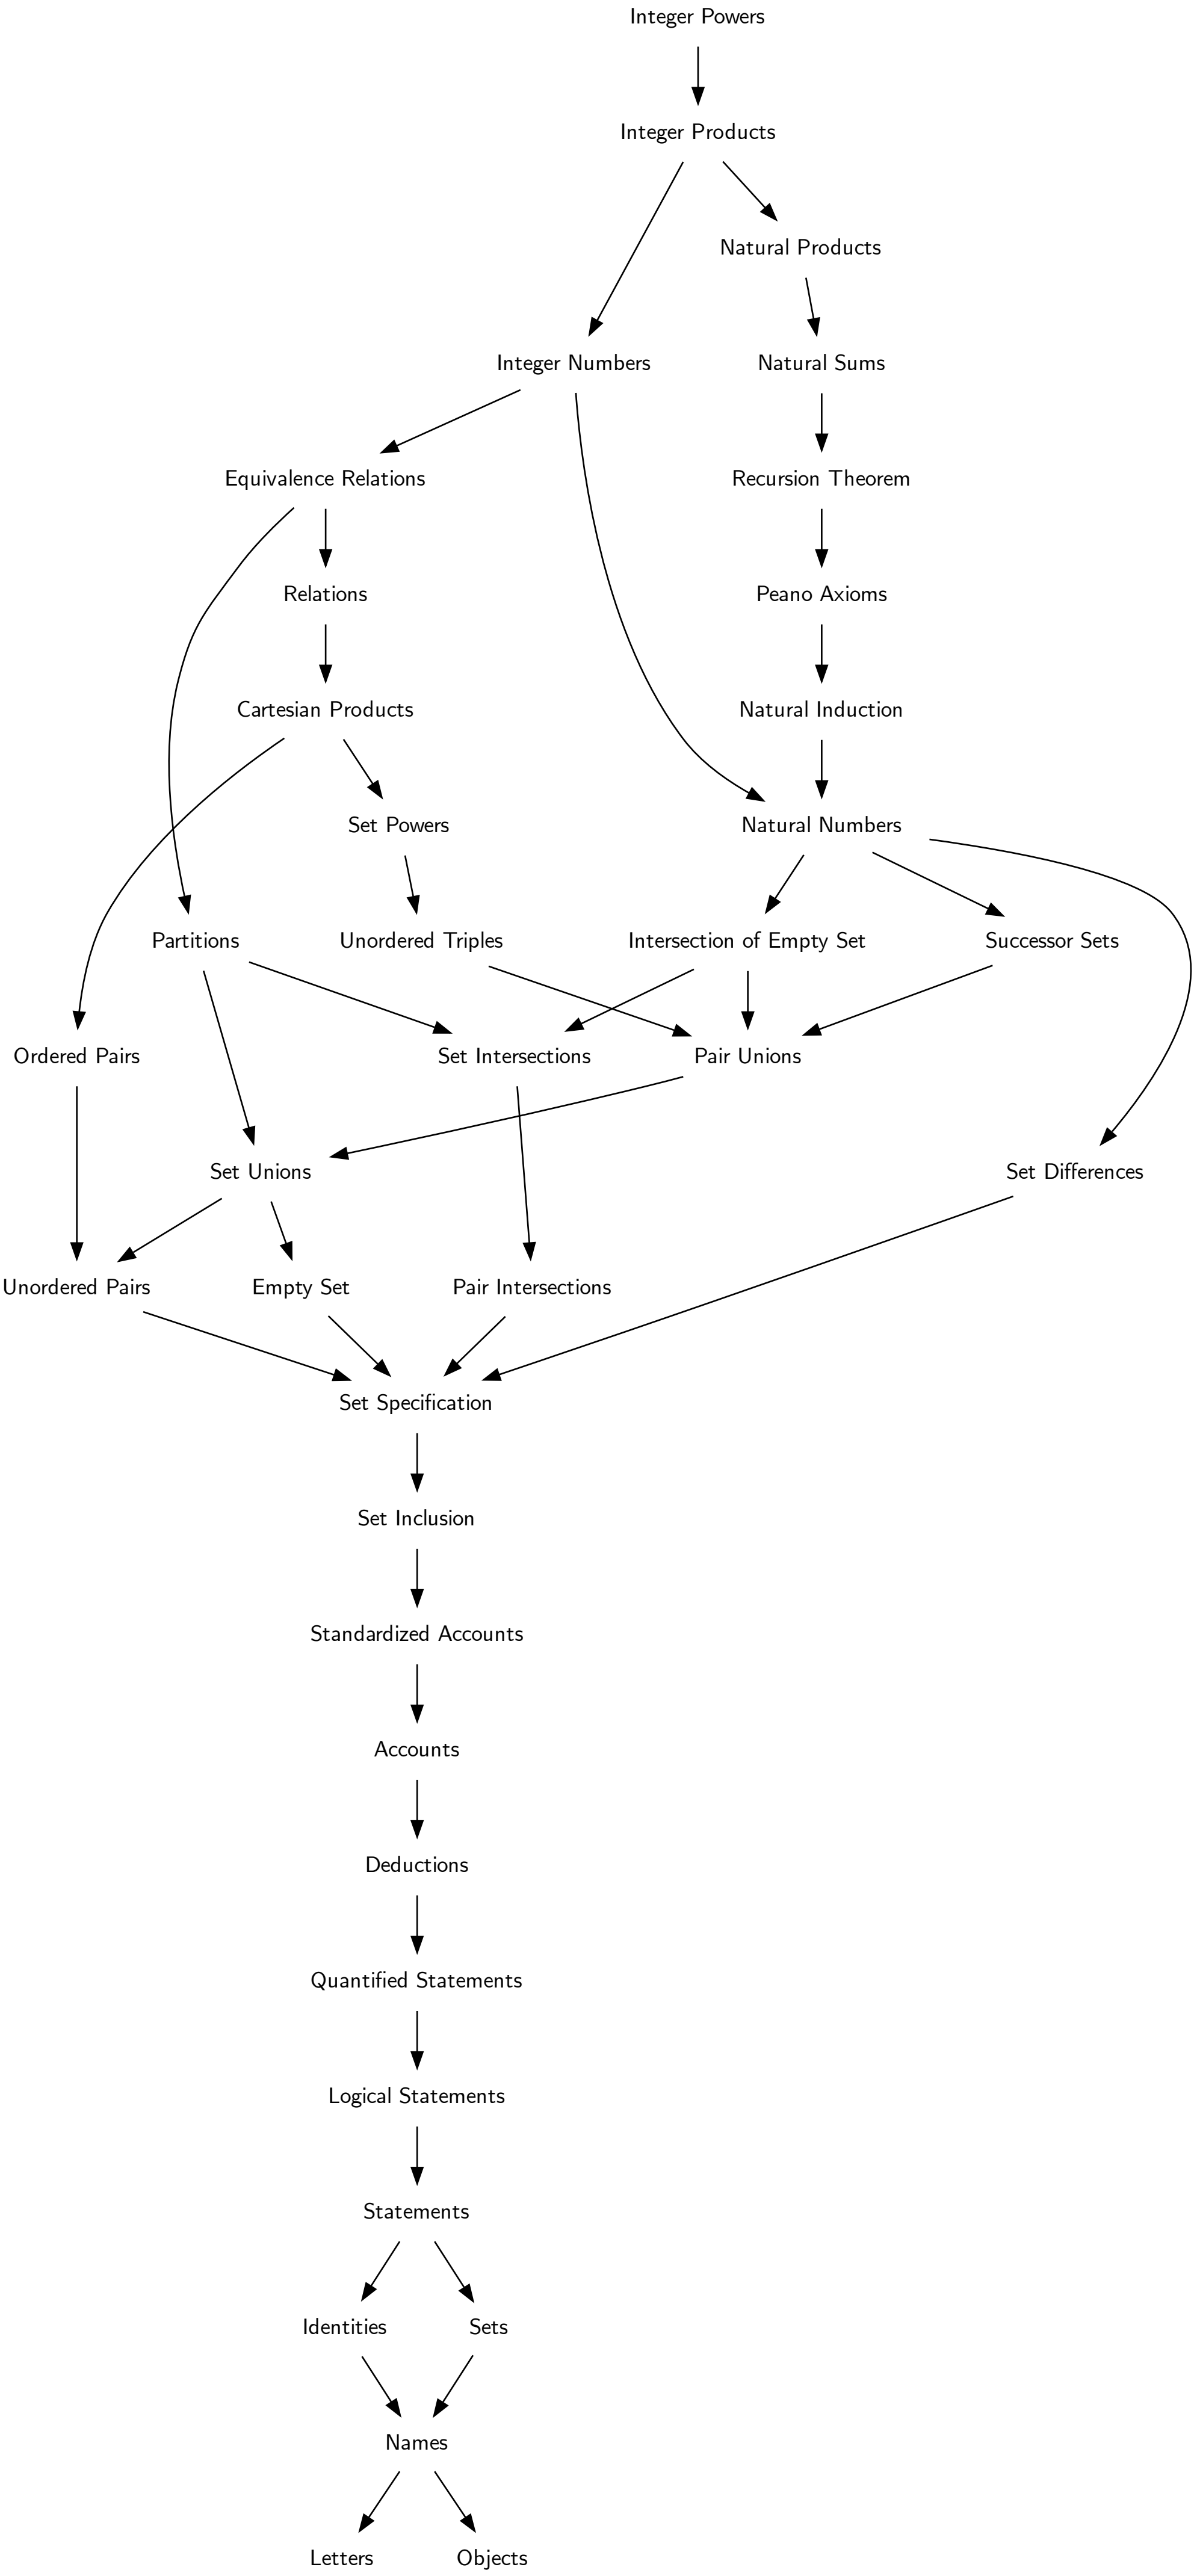 Integer Powers
Integer Products
Natural Products
Integer Numbers
Natural Sums
Equivalence Relations
Recursion Theorem
Relations
Peano Axioms
Cartesian Products
Natural Induction
Set Powers
Natural Numbers
Partitions
Unordered Triples
Intersection of Empty Set
Successor Sets
Ordered Pairs
Set Intersections
Pair Unions
Set Unions
Set Differences
Unordered Pairs
Empty Set
Pair Intersections
Set Specification
Set Inclusion
Standardized Accounts
Accounts
Deductions
Quantified Statements
Logical Statements
Statements
Identities
Sets
Names
Letters
Objects